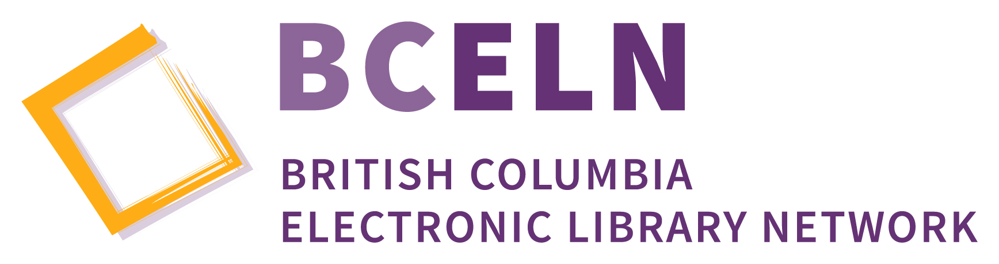 BCELN
BRITISH COLUMBIA
ELECTRONIC LIBRARY NETWORK